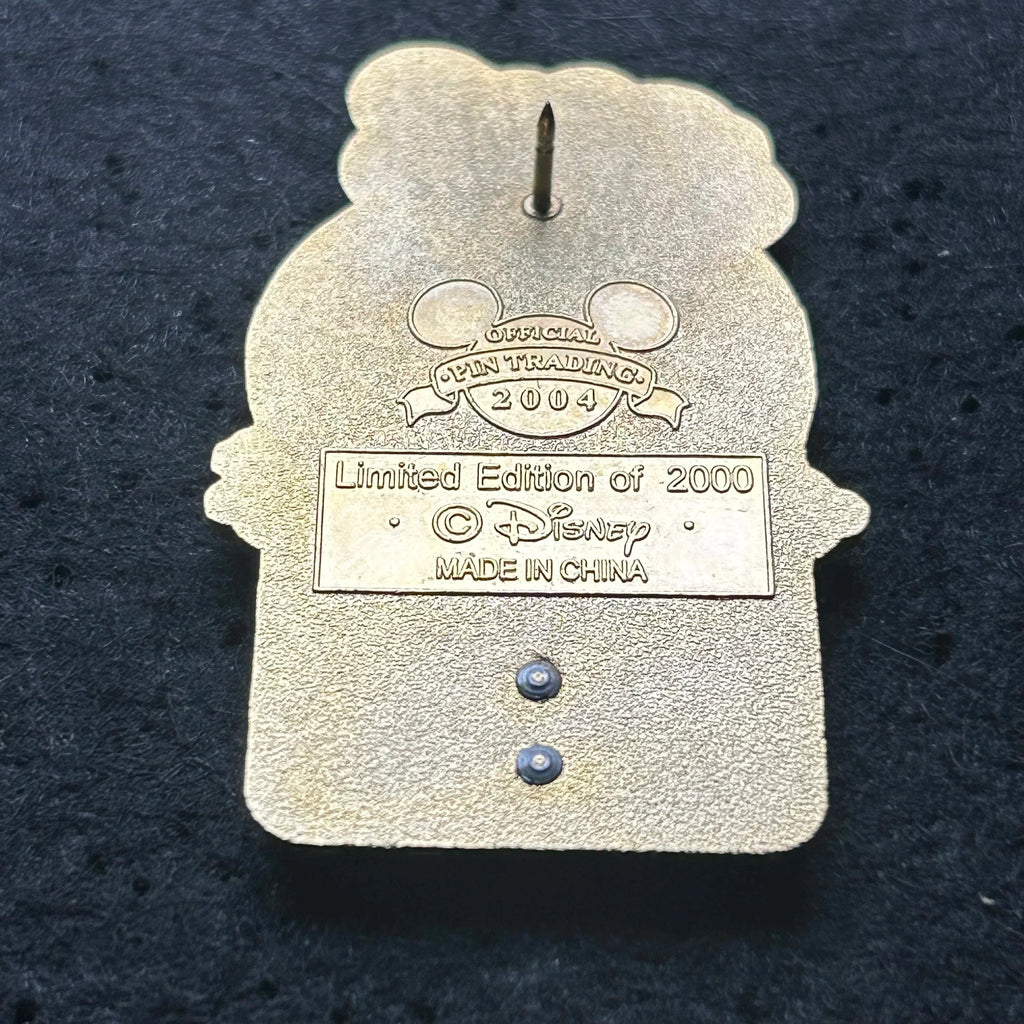 OFFICIAL
·PIN TRADING·
2004
Limited Edition of 2000
· © DISNEY ·
MADE IN CHINA